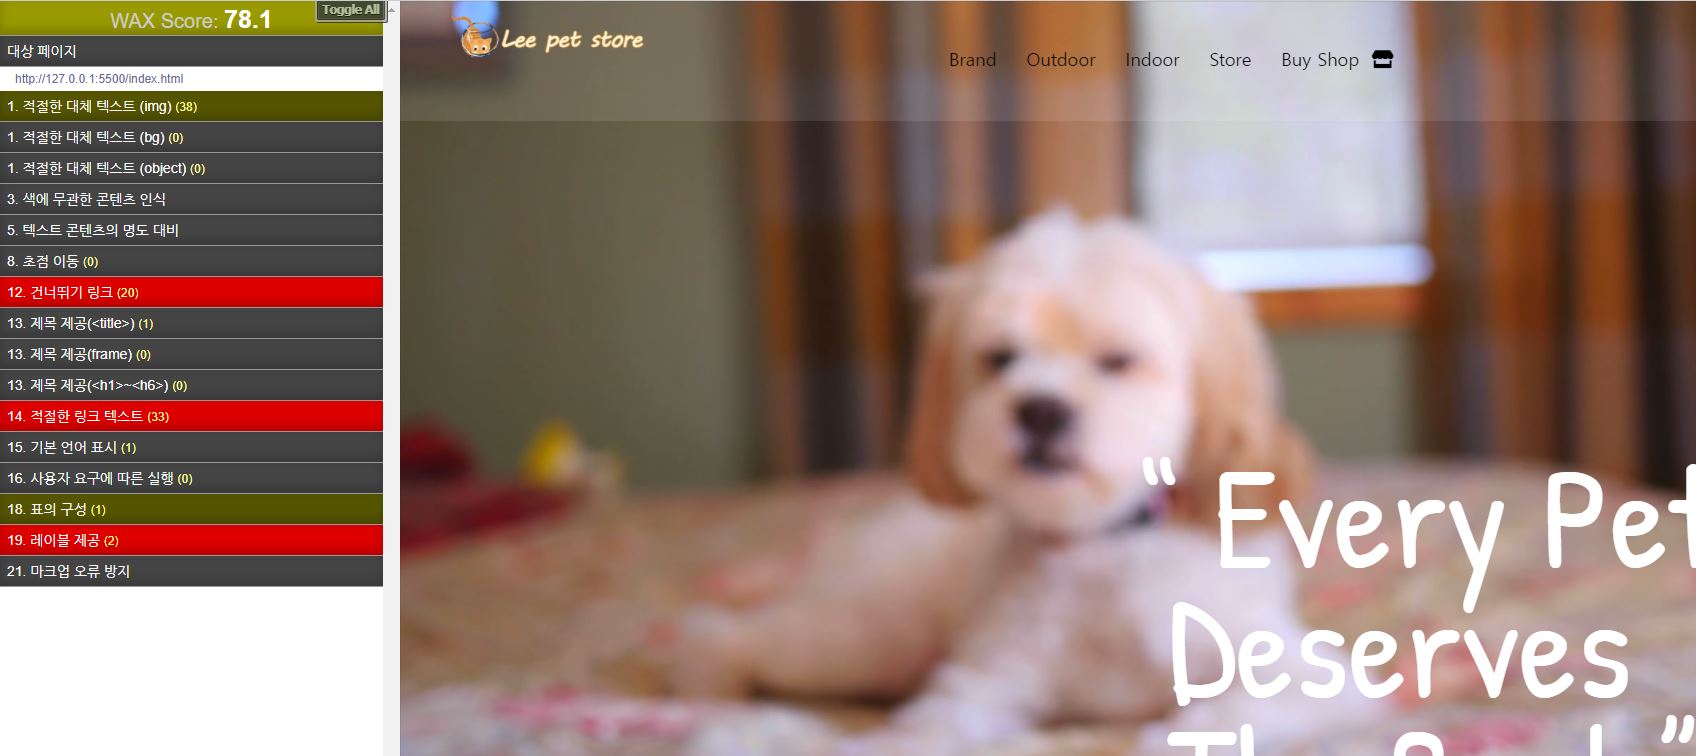 WAX Score: 78.1
Toggle All
대상 페이지
http://127.0.0.1:5500/index.html
1. 적절한 대체 텍스트 (img) (38)
1. 적절한 대체 텍스트 (bg) (0)
1. 적절한 대체 텍스트 (object) (0)
3. 색에 무관한 콘텐츠 인식
5. 텍스트 콘텐츠의 명도 대비
8. 초점 이동 (0)
12. 건너뛰기 링크 (20)
13. 제목 제공(<title>) (1)
13. 제목 제공(frame) (0)
13. 제목 제공(<h1>~<h6>) (0)
14. 적절한 링크 텍스트 (33)
15. 기본 언어 표시 (1)
16. 사용자 요구에 따른 실행 (0)
18. 표의 구성 (1)
19. 레이블 제공 (2)
21. 마크업 오류 방지
Lee pet store
Brand Outdoor Indoor Store Buy Shop
“ Every Pet
Deserves